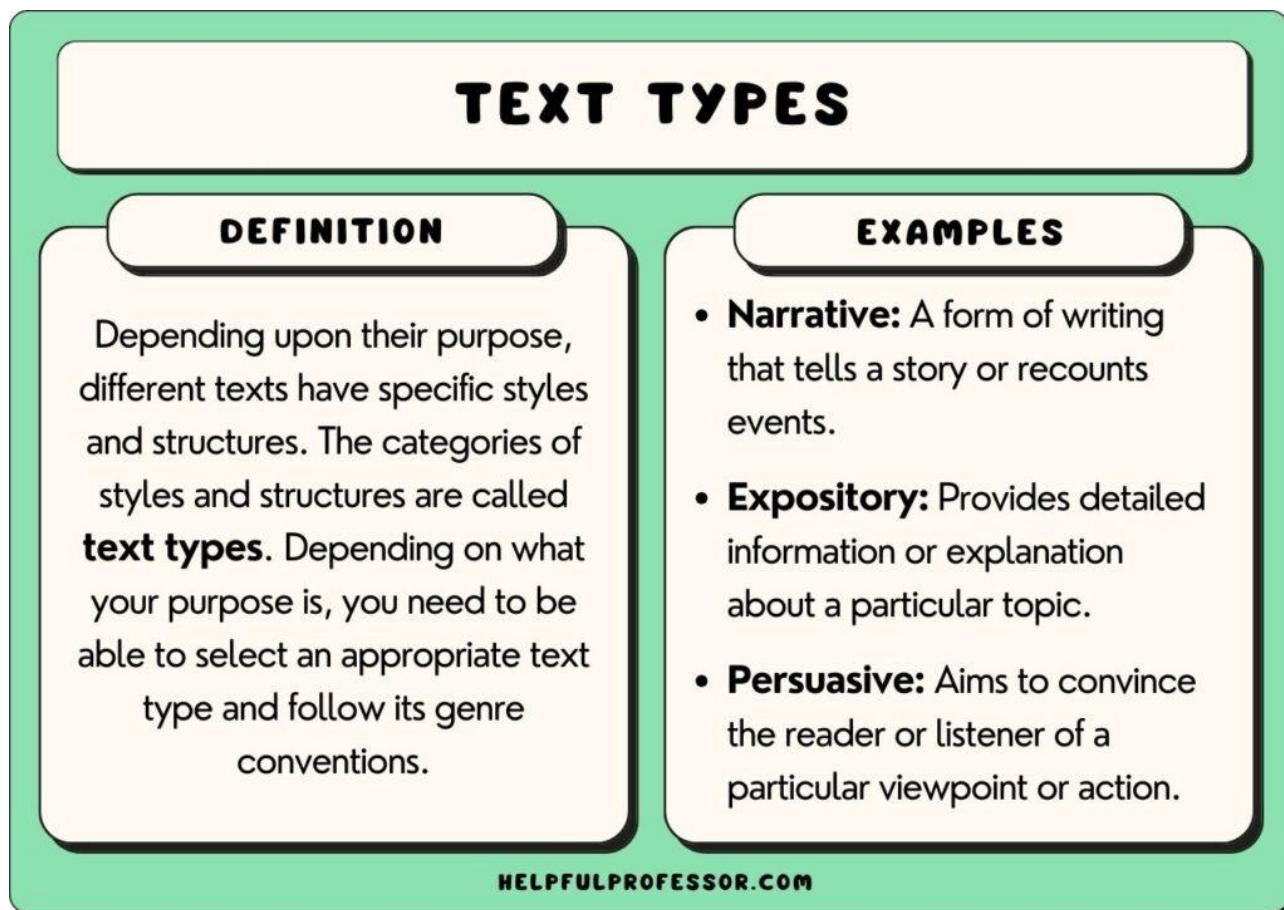 TEXT TYPES
DEFINITION
Depending upon their purpose,
different texts have specific styles
and structures. The categories of
styles and structures are called
text types. Depending on what
your purpose is, you need to be
able to select an appropriate text
type and follow its genre
conventions.
EXAMPLES
• Narrative: A form of writing
that tells a story or recounts
events.
• Expository: Provides detailed
information or explanation
about a particular topic.
• Persuasive: Aims to convince
the reader or listener of a
particular viewpoint or action.
HELPFULPROFESSOR.COM